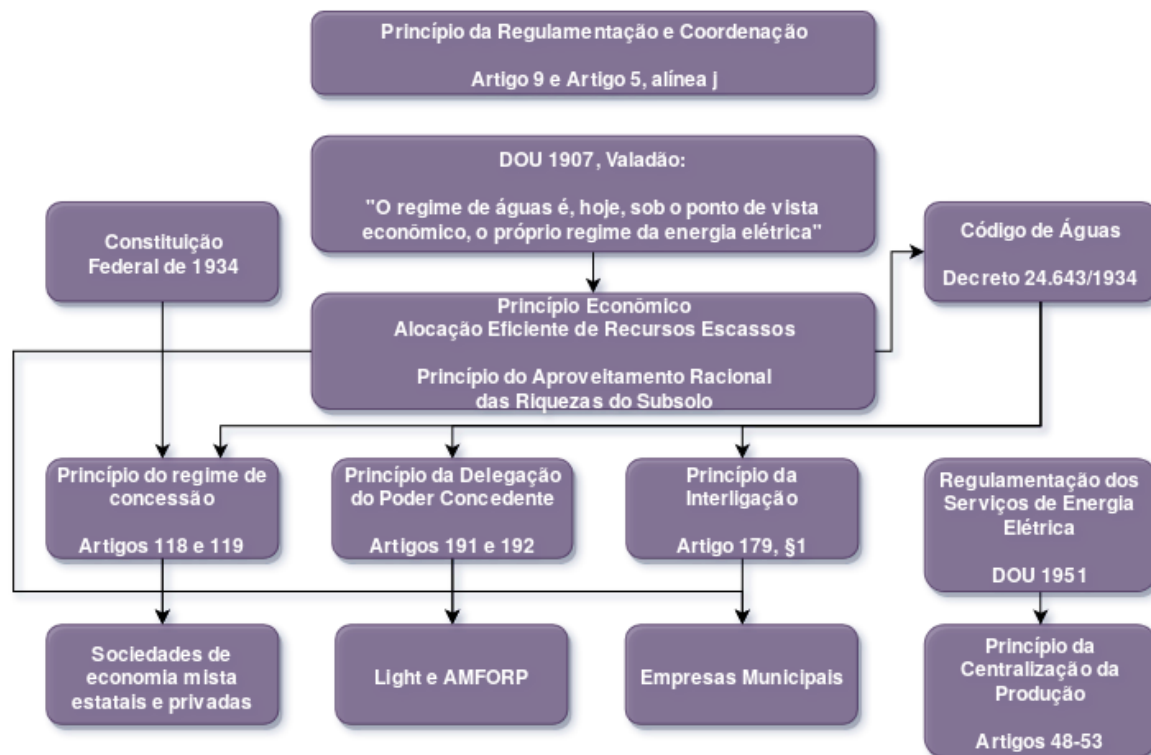 Princípio da Regulamentação e Coordenação
Artigo 9 e Artigo 5, alínea j
DOU 1907, Valadão:
"O regime de águas é, hoje, sob o ponto de vista
econômico, o próprio regime da energia elétrica"
Constituição
Federal de 1934
Código de Águas
Decreto 24.643/1934
Princípio Econômico
Alocação Eficiente de Recursos Escassos
Princípio do Aproveitamento Racional
das Riquezas do Subsolo
Princípio do regime de
concessão
Artigos 118 e 119
Princípio da Delegação
do Poder Concedente
Artigos 191 e 192
Princípio da
Interligação
Artigo 179, §1
Regulamentação dos
Serviços de Energia
Elétrica
DOU 1951
Sociedades de
economia mista
estatais e privadas
Light e AMFORP
Empresas Municipais
Princípio da
Centralização da
Produção
Artigos 48-53